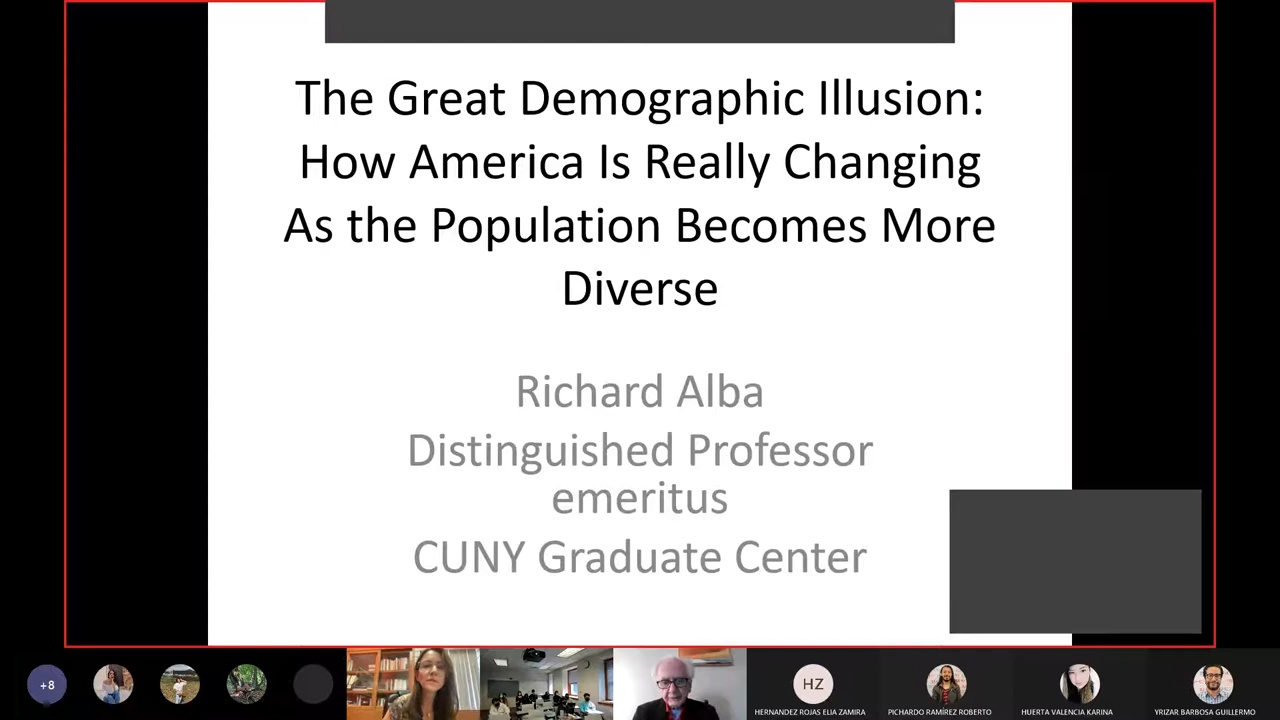 The Great Demographic Illusion:
How America Is Really Changing
As the Population Becomes More
Diverse
Richard Alba
Distinguished Professor
emeritus
CUNY Graduate Center
+8
HZ
HERNANDEZ ROJAS ELIA ZAMIRA
PICHARDO RAMÍREZ ROBERTO
HUERTA VALENCIA KARINA
YRIZAR BARBOSA GUILLERMO